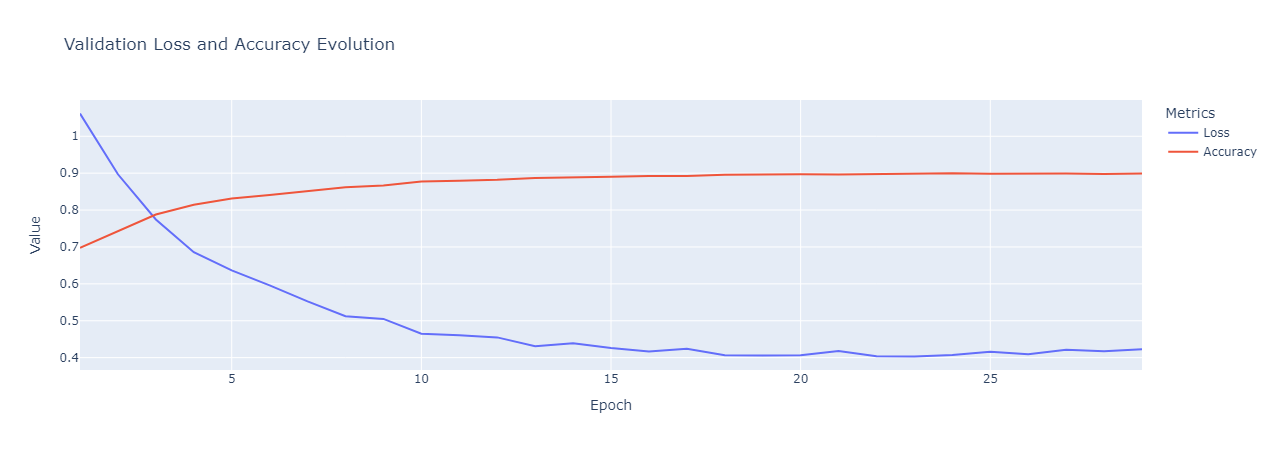 Validation Loss and Accuracy Evolution
Metrics
Loss
Accuracy
Value
1
0.9
0.8
0.7
0.6
0.5
0.4
5
10
15
20
25
Epoch